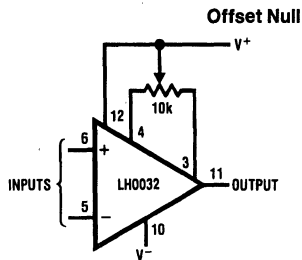 Offset Null
V+
10k
12
4
3
6
+
INPUTS
LH0032
11
OUTPUT
5
−
10
V−